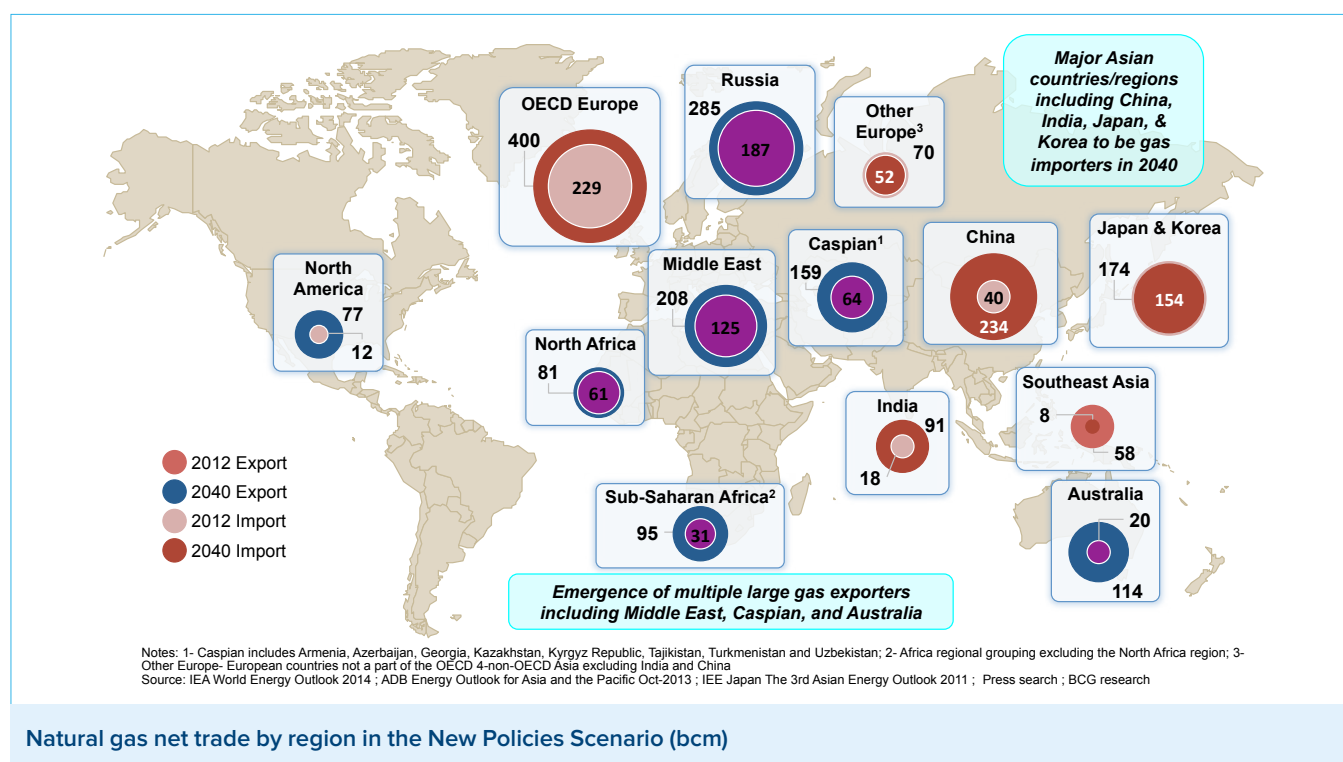 Major Asian
countries/regions
including China,
India, Japan, &
Korea to be gas
importers in 2040
OECD Europe
400
229
Russia
285
187
Other
Europe3
70
52
North
America
77
12
Middle East
208
125
Caspian1
159
64
China
40
234
Japan & Korea
174
154
North Africa
81
61
India
91
18
Southeast Asia
8
58
Sub-Saharan Africa2
95
31
Australia
20
114
2012 Export
2040 Export
2012 Import
2040 Import
Emergence of multiple large gas exporters
including Middle East, Caspian, and Australia
Notes: 1- Caspian includes Armenia, Azerbaijan, Georgia, Kazakhstan, Kyrgyz Republic, Tajikistan, Turkmenistan and Uzbekistan; 2- Africa regional grouping excluding the North Africa region; 3-
Other Europe- European countries not a part of the OECD 4-non-OECD Asia excluding India and China
Source: IEA World Energy Outlook 2014 ; ADB Energy Outlook for Asia and the Pacific Oct-2013 ; IEE Japan The 3rd Asian Energy Outlook 2011 ; Press search ; BCG research
Natural gas net trade by region in the New Policies Scenario (bcm)